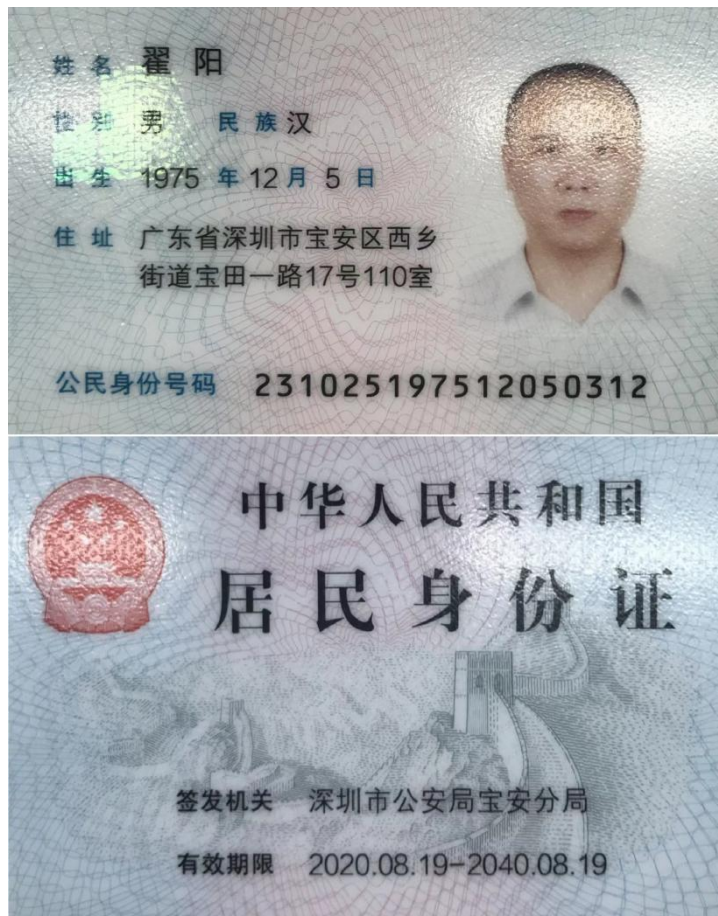 姓名 翟阳
性别 男 民族 汉
出生 1975 年 12 月 5 日
住址 广东省深圳市宝安区西乡
街道宝田一路17号110室
公民身份号码 231025197512050312
中华人民共和国
居民身份证
签发机关 深圳市公安局宝安分局
有效期限 2020.08.19-2040.08.19